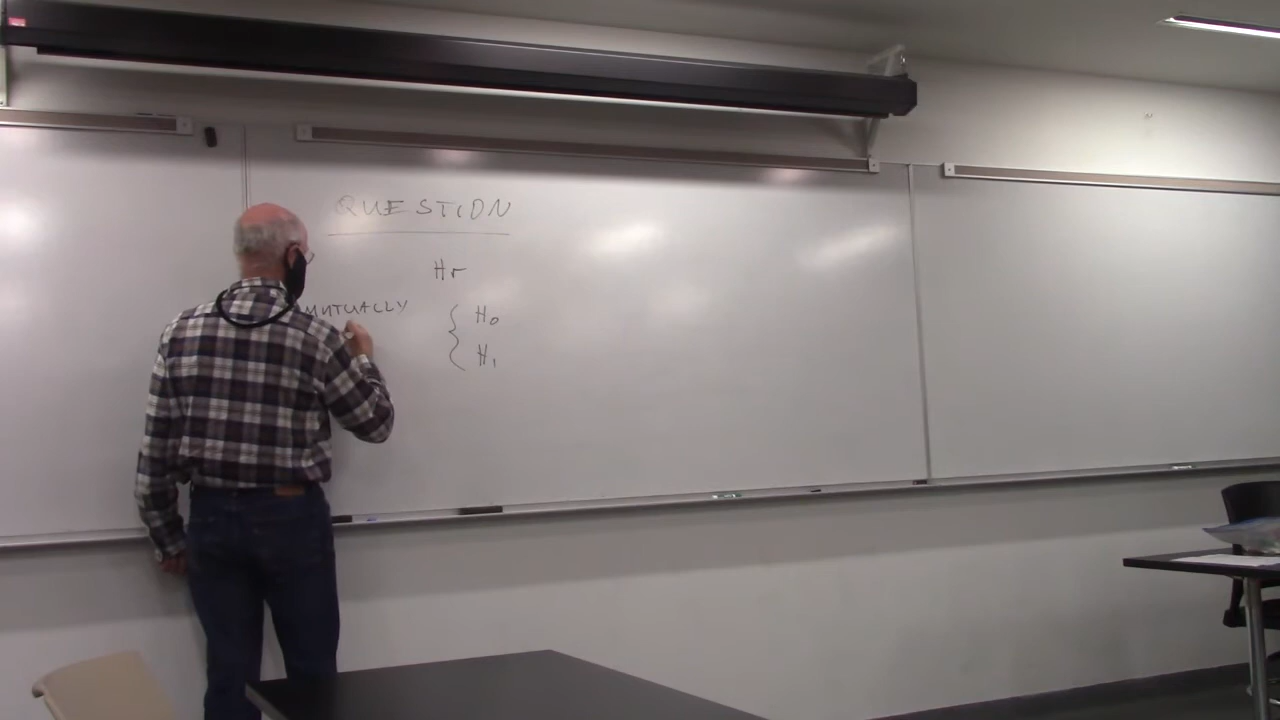 QUESTION
Hr
MUTUALLY { H₀
H₁